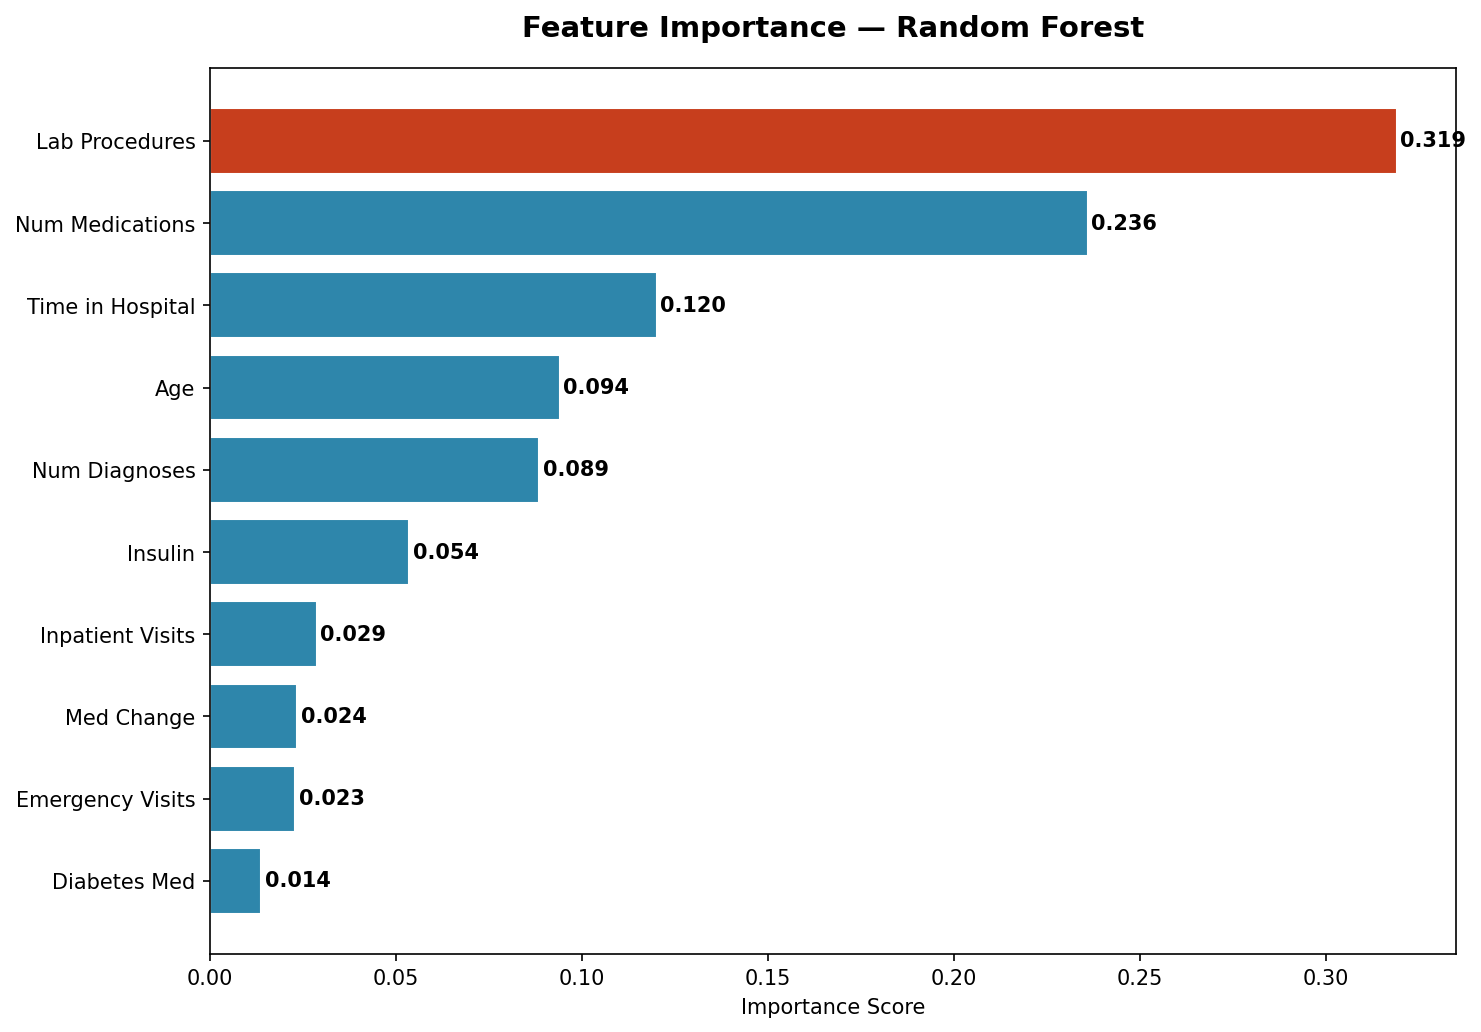 Feature Importance — Random Forest
Lab Procedures 0.319
Num Medications 0.236
Time in Hospital 0.120
Age 0.094
Num Diagnoses 0.089
Insulin 0.054
Inpatient Visits 0.029
Med Change 0.024
Emergency Visits 0.023
Diabetes Med 0.014
0.00 0.05 0.10 0.15 0.20 0.25 0.30
Importance Score